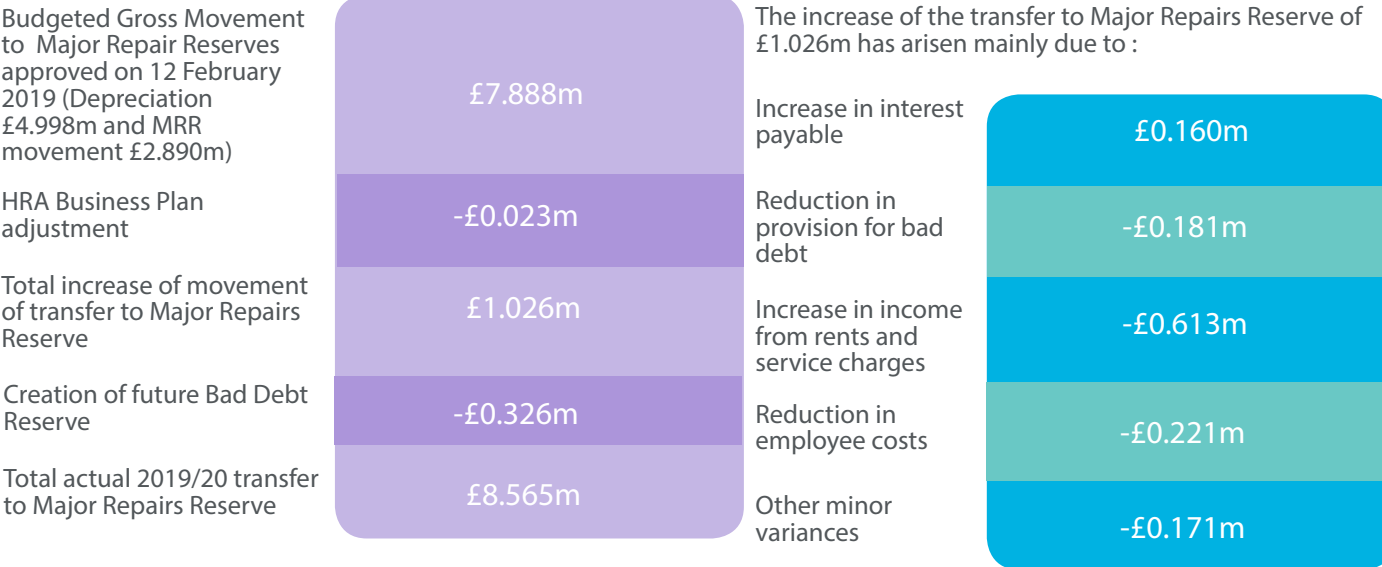 Budgeted Gross Movement
to Major Repair Reserves
approved on 12 February
2019 (Depreciation
£4.998m and MRR
movement £2.890m)
£7.888m
HRA Business Plan
adjustment
-£0.023m
Total increase of movement
of transfer to Major Repairs
Reserve
£1.026m
Creation of future Bad Debt
Reserve
-£0.326m
Total actual 2019/20 transfer
to Major Repairs Reserve
£8.565m
The increase of the transfer to Major Repairs Reserve of
£1.026m has arisen mainly due to :
Increase in interest
payable
£0.160m
Reduction in
provision for bad
debt
-£0.181m
Increase in income
from rents and
service charges
-£0.613m
Reduction in
employee costs
-£0.221m
Other minor
variances
-£0.171m